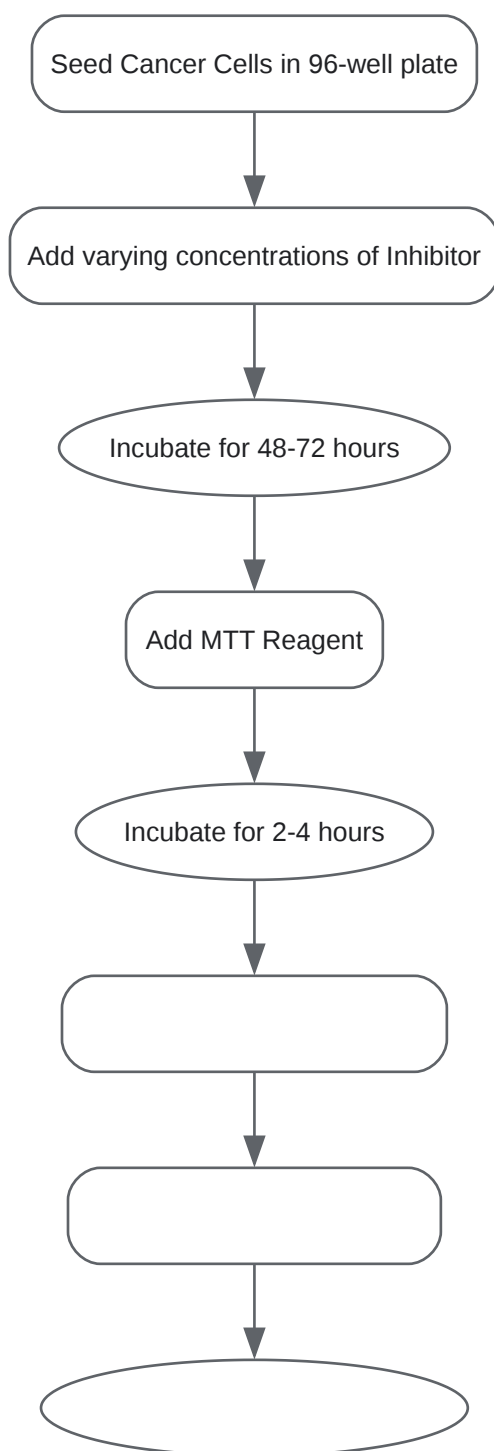 Seed Cancer Cells in 96-well plate
Add varying concentrations of Inhibitor
Incubate for 48-72 hours
Add MTT Reagent
Incubate for 2-4 hours